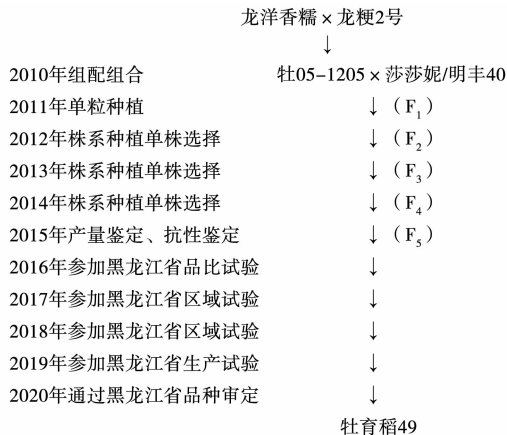 龙洋香糯×龙粳2号
↓
2010年组配组合 牡05-1205×莎莎妮/明丰40
2011年单粒种植 ↓（F₁）
2012年株系种植单株选择 ↓（F₂）
2013年株系种植单株选择 ↓（F₃）
2014年株系种植单株选择 ↓（F₄）
2015年产量鉴定、抗性鉴定 ↓（F₅）
2016年参加黑龙江省品比试验 ↓
2017年参加黑龙江省区域试验 ↓
2018年参加黑龙江省区域试验 ↓
2019年参加黑龙江省生产试验 ↓
2020年通过黑龙江省品种审定 ↓
牡育稻49